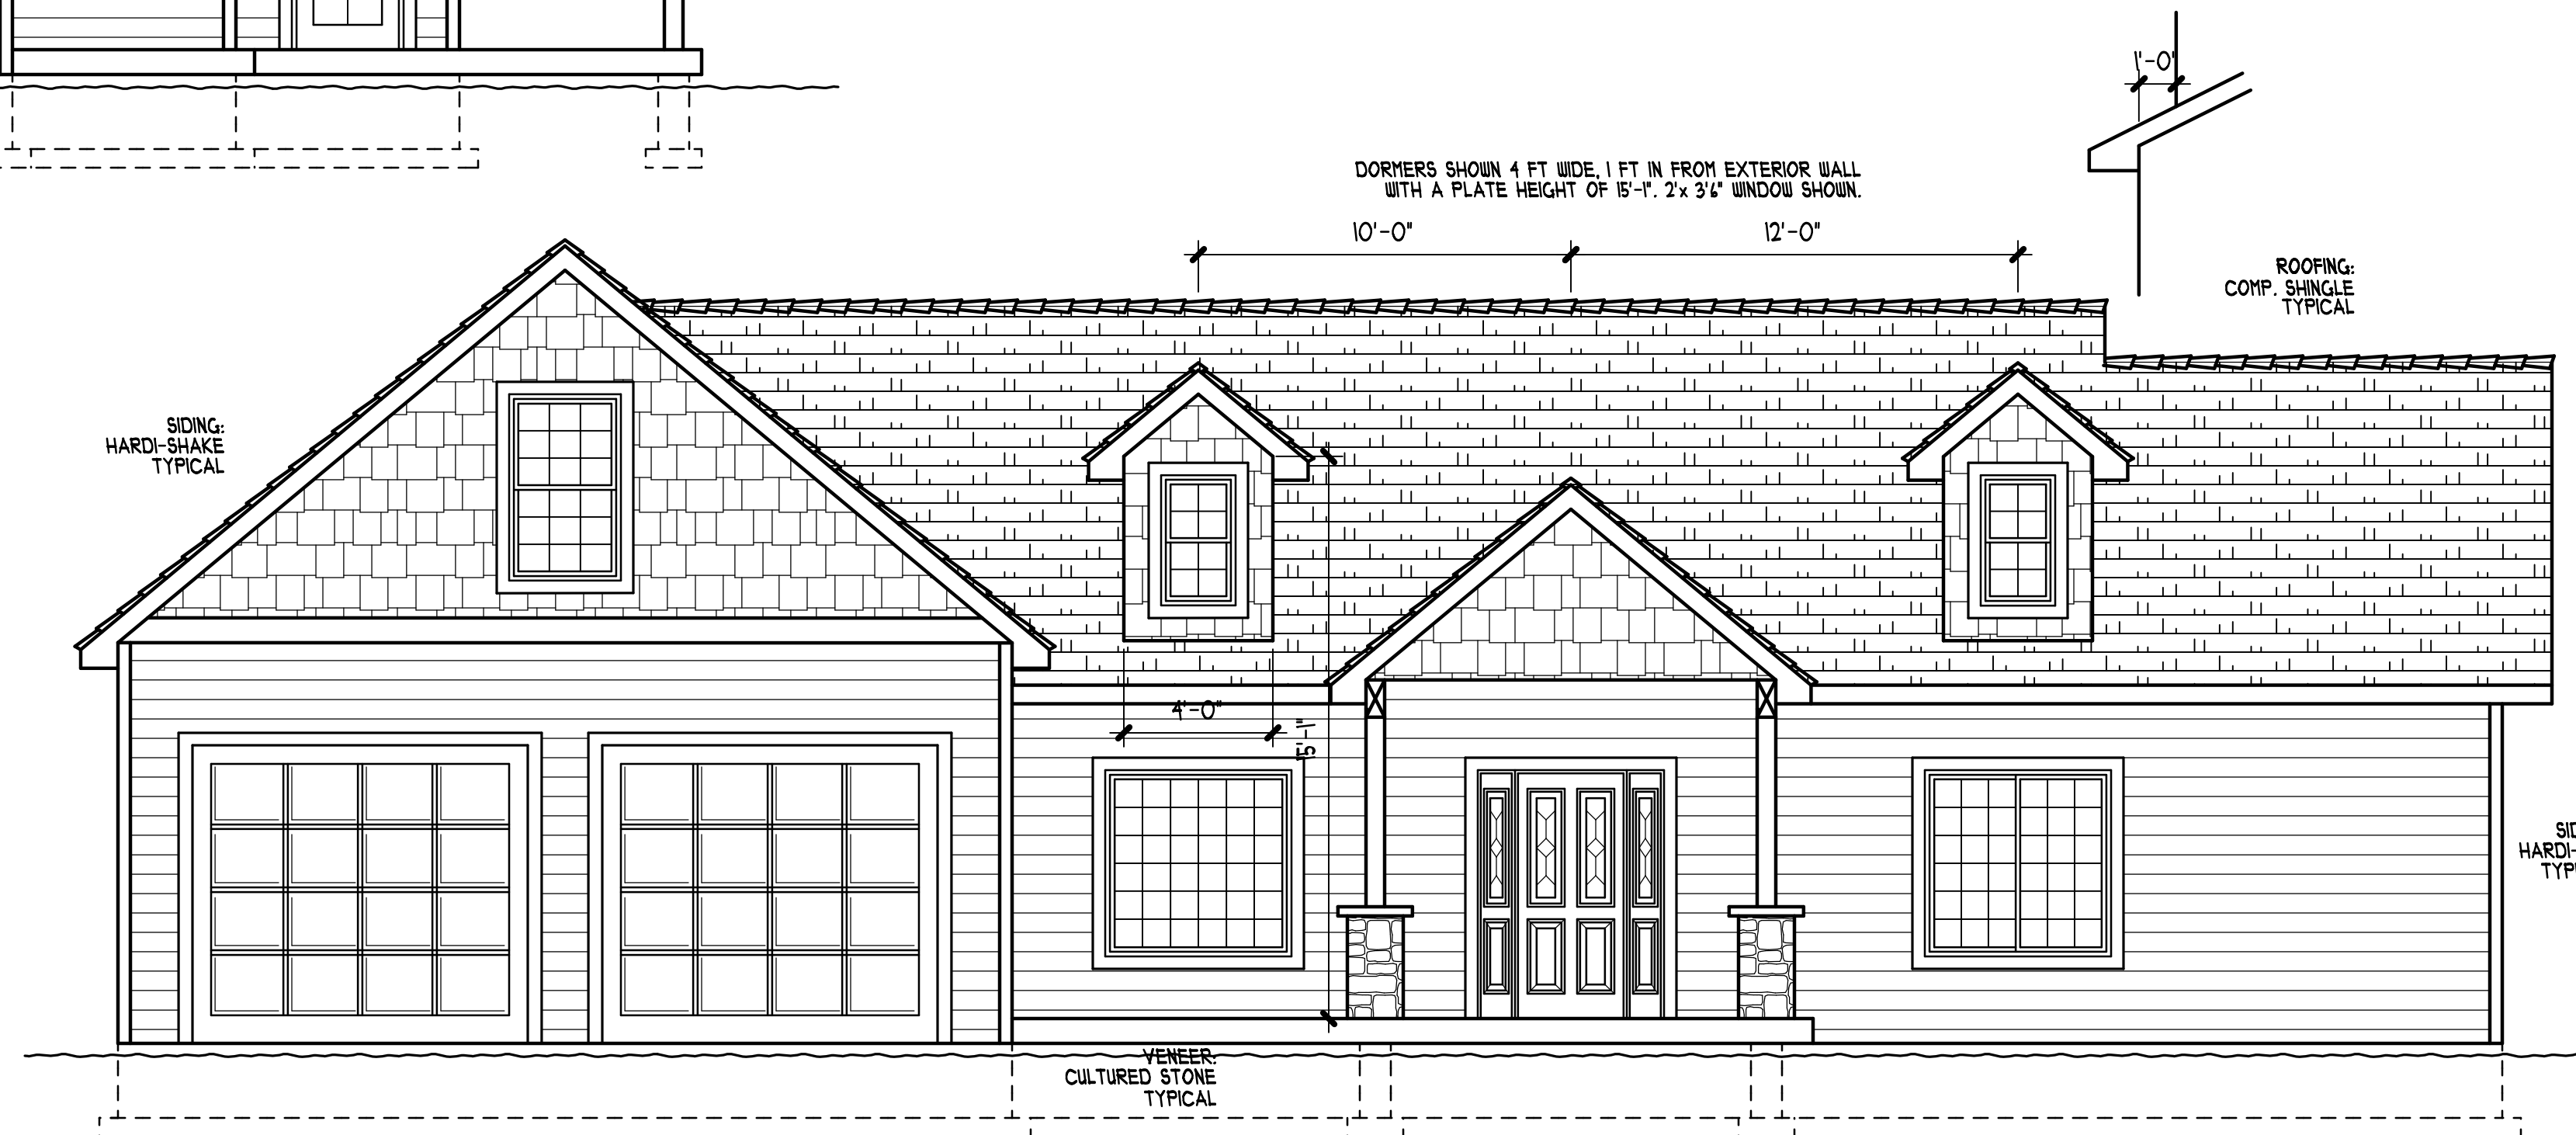 1'-0"
DORMERS SHOWN 4 FT WIDE, 1 FT IN FROM EXTERIOR WALL
WITH A PLATE HEIGHT OF 15'-1". 2'x 3'6" WINDOW SHOWN.
10'-0"
12'-0"
ROOFING:
COMP. SHINGLE
TYPICAL
SIDING:
HARDI-SHAKE
TYPICAL
4'-0"
15'-1"
HARDI-
VENEER:
CULTURED STONE
TYPICAL